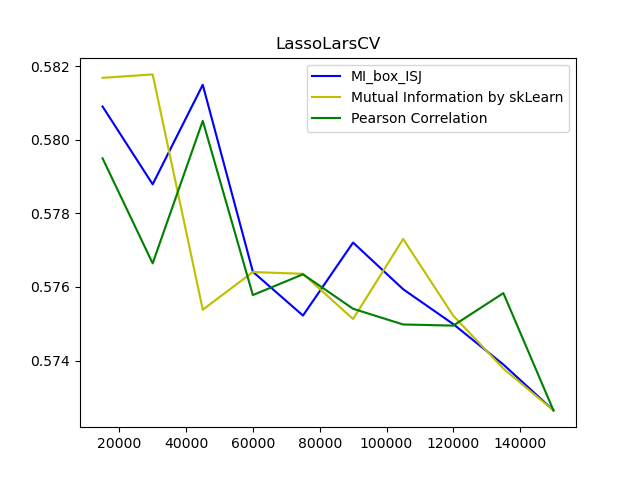 LassoLarsCV
MI_box_ISJ
Mutual Information by skLearn
Pearson Correlation
0.582
0.580
0.578
0.576
0.574
20000 40000 60000 80000 100000 120000 140000